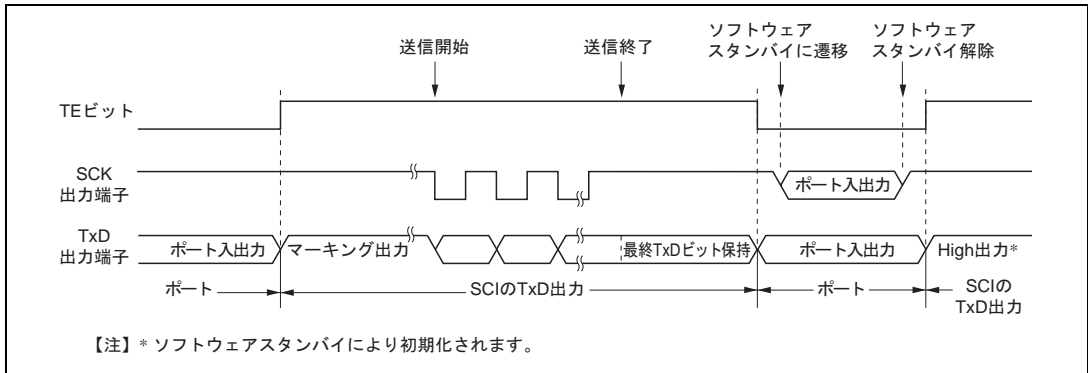 送信開始
送信終了
ソフトウェア
スタンバイに遷移
ソフトウェア
スタンバイ解除
TEビット
SCK
出力端子
ポート入出力
TxD
出力端子
ポート入出力
マーキング出力
最終TxDビット保持
ポート入出力
High出力*
ポート
SCIのTxD出力
ポート
SCIの
TxD出力
【注】* ソフトウェアスタンバイにより初期化されます。